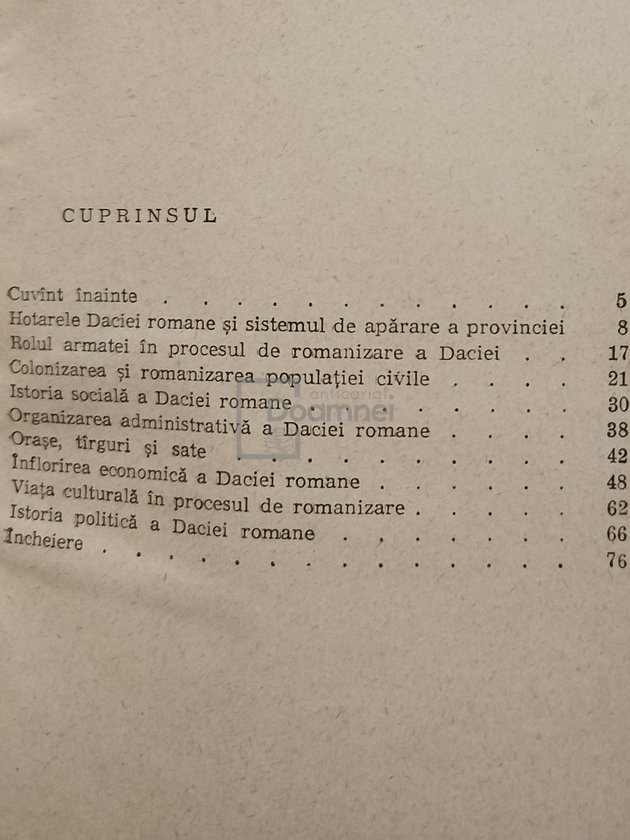 CUPRINSUL
Cuvînt înainte . . . . . . . . . . . . 5
Hotarele Daciei romane și sistemul de apărare a provinciei 8
Rolul armatei în procesul de romanizare a Daciei . . 17
Colonizarea și romanizarea populației civile . . . . 21
Istoria socială a Daciei romane . . . . . . . 30
Organizarea administrativă a Daciei romane . . . . 38
Orașe, tîrguri și sate . . . . . . . . . . 42
Înflorirea economică a Daciei romane . . . . . . 48
Viața culturală în procesul de romanizare . . . . . 62
Istoria politică a Daciei romane . . . . . . . 66
Încheiere . . . . . . . . . . . . . . 76
anticariat
Doamnei